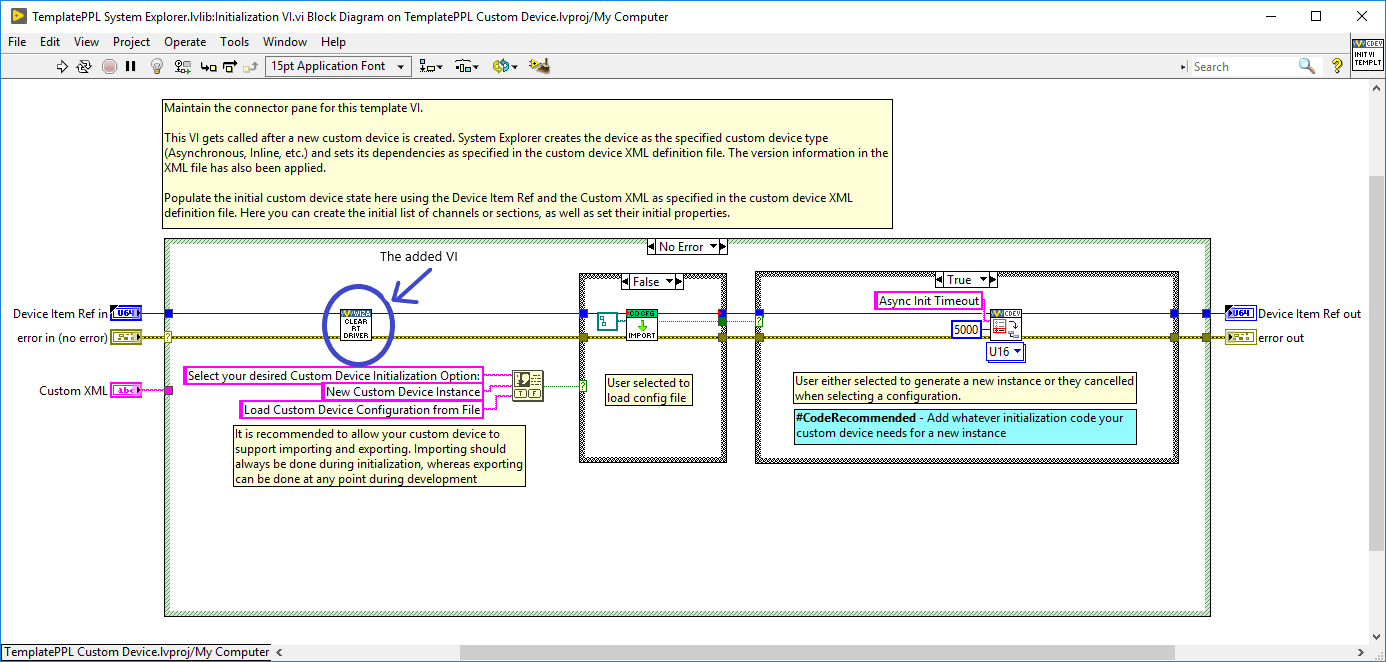 TemplatePPL System Explorer.lvlib:Initialization VI.vi Block Diagram on TemplatePPL Custom Device.lvproj/My Computer
File Edit View Project Operate Tools Window Help
15pt Application Font
Search
CDEV
INIT VI
TEMPLT
Maintain the connector pane for this template VI.
This VI gets called after a new custom device is created. System Explorer creates the device as the specified custom device type
(Asynchronous, Inline, etc.) and sets its dependencies as specified in the custom device XML definition file. The version information in the
XML file has also been applied.
Populate the initial custom device state here using the Device Item Ref and the Custom XML as specified in the custom device XML
definition file. Here you can create the initial list of channels or sections, as well as set their initial properties.
No Error
The added VI
False
True
Async Init Timeout
Device Item Ref in
U64
CLEAR
RT
DRIVER
CD CFG
IMPORT
CDEV
U64
Device Item Ref out
error in (no error)
5000
error out
U16
Custom XML
abc
Select your desired Custom Device Initialization Option:
New Custom Device Instance
Load Custom Device Configuration from File
T F
User selected to
load config file
User either selected to generate a new instance or they cancelled
when selecting a configuration.
#CodeRecommended - Add whatever initialization code your
custom device needs for a new instance
It is recommended to allow your custom device to
support importing and exporting. Importing should
always be done during initialization, whereas exporting
can be done at any point during development
TemplatePPL Custom Device.lvproj/My Computer